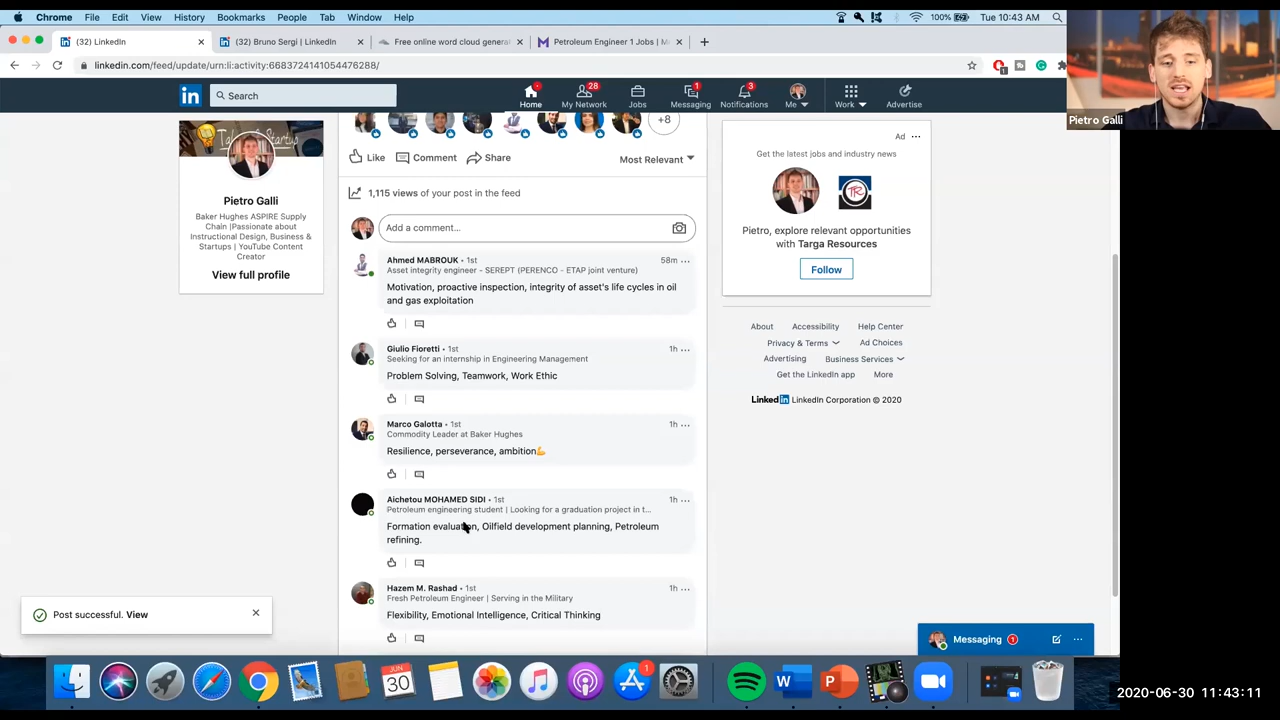 Chrome File Edit View History Bookmarks People Tab Window Help
100% Tue 10:43 AM
(32) LinkedIn
(32) Bruno Sergi | LinkedIn
Free online word cloud genera
Petroleum Engineer 1 Jobs | M
linkedin.com/feed/update/urn:li:activity:6683724141054476288/
1
Pietro Galli
in
Search
Home
28
My Network
Jobs
1
Messaging
3
Notifications
Me
Work
Advertise
+8
Like
Comment
Share
Most Relevant
1,115 views of your post in the feed
Add a comment...
Pietro Galli
Baker Hughes ASPIRE Supply
Chain |Passionate about
Instructional Design, Business &
Startups | YouTube Content
Creator
View full profile
Ahmed MABROUK • 1st
58m
Asset integrity engineer - SEREPT (PERENCO - ETAP joint venture)
Motivation, proactive inspection, integrity of asset's life cycles in oil
and gas exploitation
Giulio Fioretti • 1st
1h
Seeking for an internship in Engineering Management
Problem Solving, Teamwork, Work Ethic
Marco Galotta • 1st
1h
Commodity Leader at Baker Hughes
Resilience, perseverance, ambition💪
Aichetou MOHAMED SIDI • 1st
1h
Petroleum engineering student | Looking for a graduation project in t...
Formation evaluation, Oilfield development planning, Petroleum
refining.
Hazem M. Rashad • 1st
1h
Fresh Petroleum Engineer | Serving in the Military
Flexibility, Emotional Intelligence, Critical Thinking
Ad
Get the latest jobs and industry news
TR
Pietro, explore relevant opportunities
with Targa Resources
Follow
About Accessibility Help Center
Privacy & Terms Ad Choices
Advertising Business Services
Get the LinkedIn app More
LinkedIn LinkedIn Corporation © 2020
Post successful. View
Messaging 1
JUN
30
1
W
P
2020-06-30 11:43:11